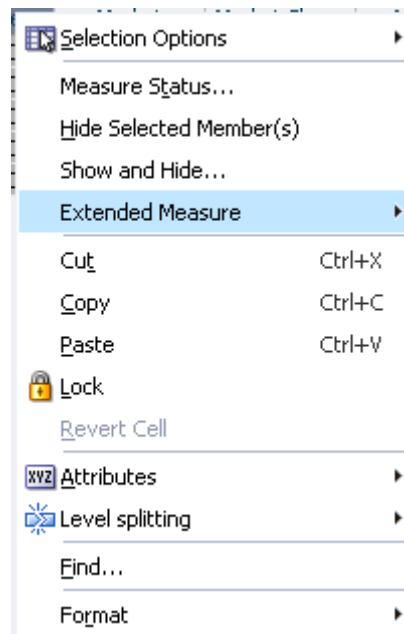 Selection Options
Measure Status...
Hide Selected Member(s)
Show and Hide...
Extended Measure
Cut Ctrl+X
Copy Ctrl+C
Paste Ctrl+V
Lock
Revert Cell
XYZ Attributes
Level splitting
Find...
Format